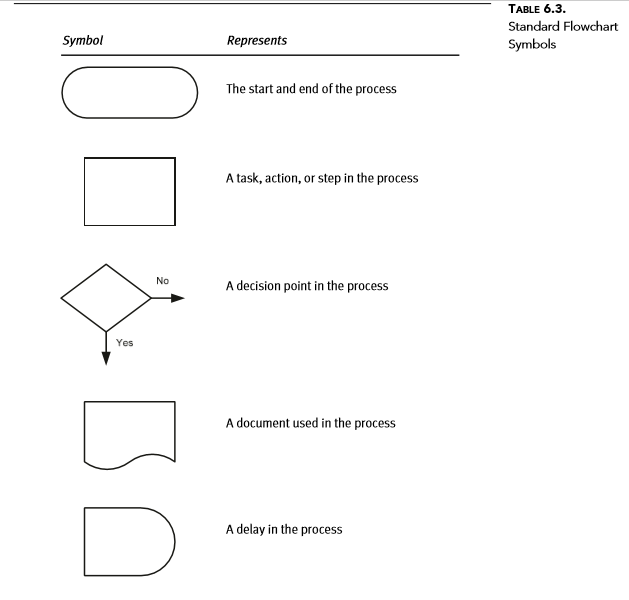 TABLE 6.3.
Standard Flowchart
Symbols
Symbol Represents
The start and end of the process
A task, action, or step in the process
No
A decision point in the process
Yes
A document used in the process
A delay in the process